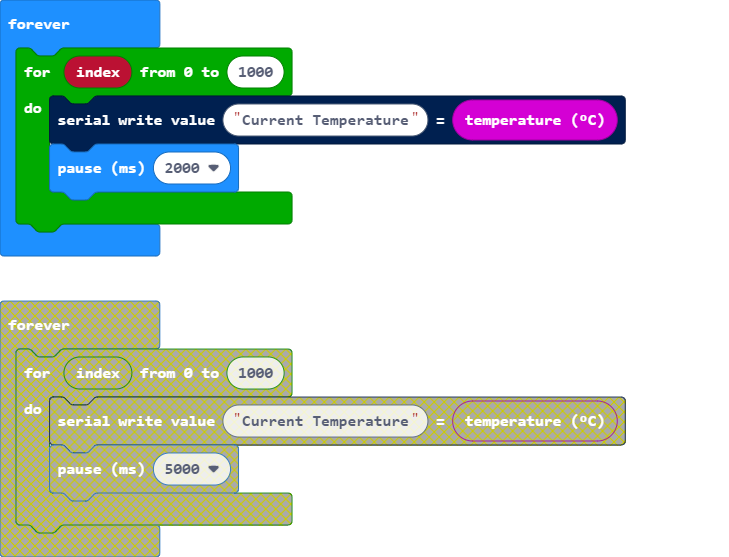 forever
for index from 0 to 1000
do
serial write value "Current Temperature" = temperature (ºC)
pause (ms) 2000
forever
for index from 0 to 1000
do
serial write value "Current Temperature" = temperature (ºC)
pause (ms) 5000